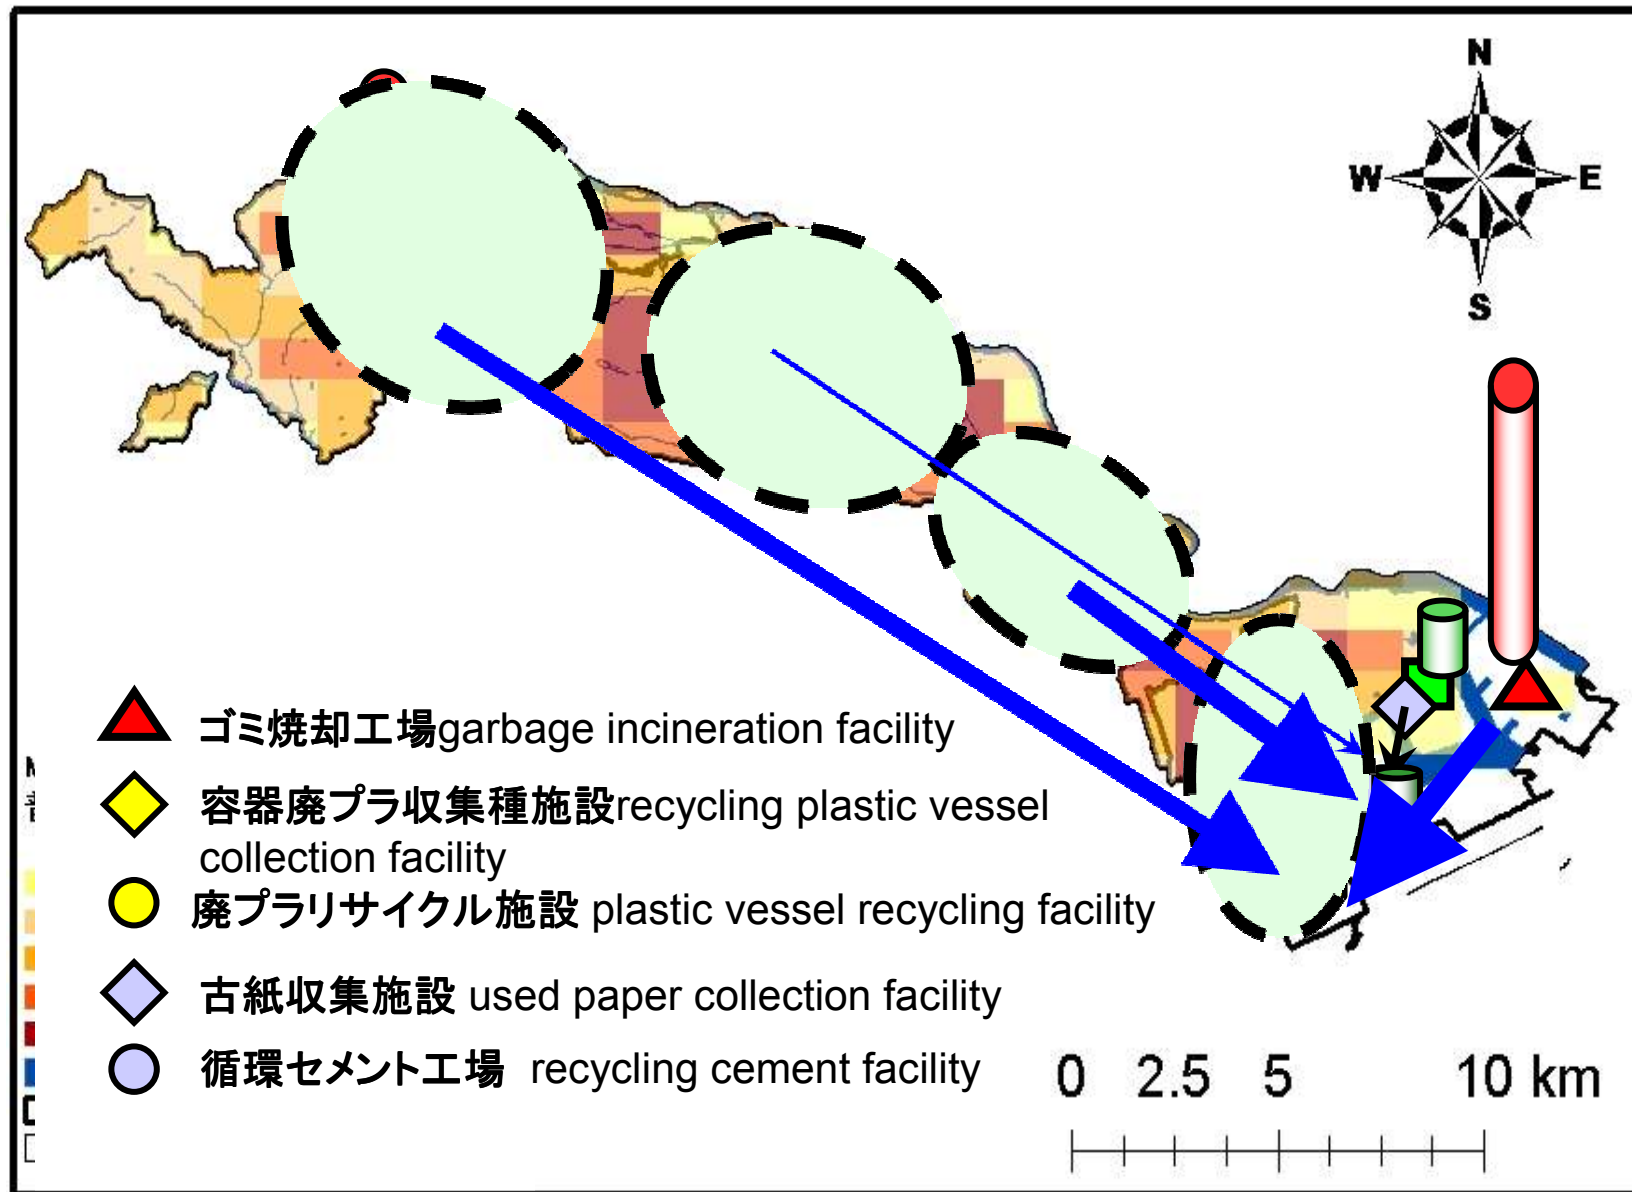 N
W E
S
ゴミ焼却工場garbage incineration facility
容器廃プラ収集種施設recycling plastic vessel
collection facility
廃プラリサイクル施設 plastic vessel recycling facility
古紙収集施設 used paper collection facility
循環セメント工場 recycling cement facility
0 2.5 5 10 km